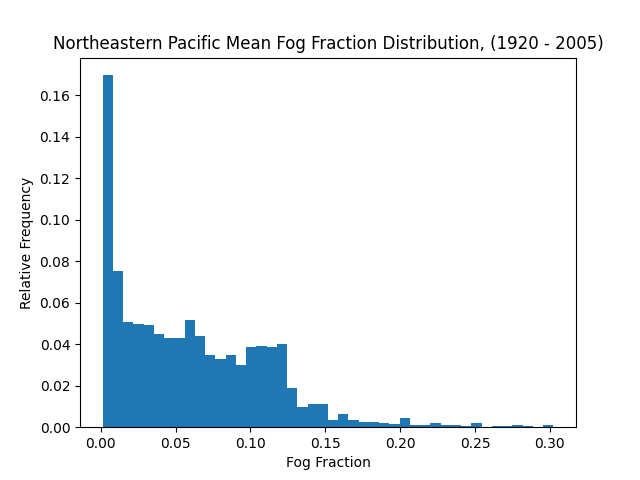 Northeastern Pacific Mean Fog Fraction Distribution, (1920 - 2005)
Relative Frequency
0.16
0.14
0.12
0.10
0.08
0.06
0.04
0.02
0.00
0.00 0.05 0.10 0.15 0.20 0.25 0.30
Fog Fraction